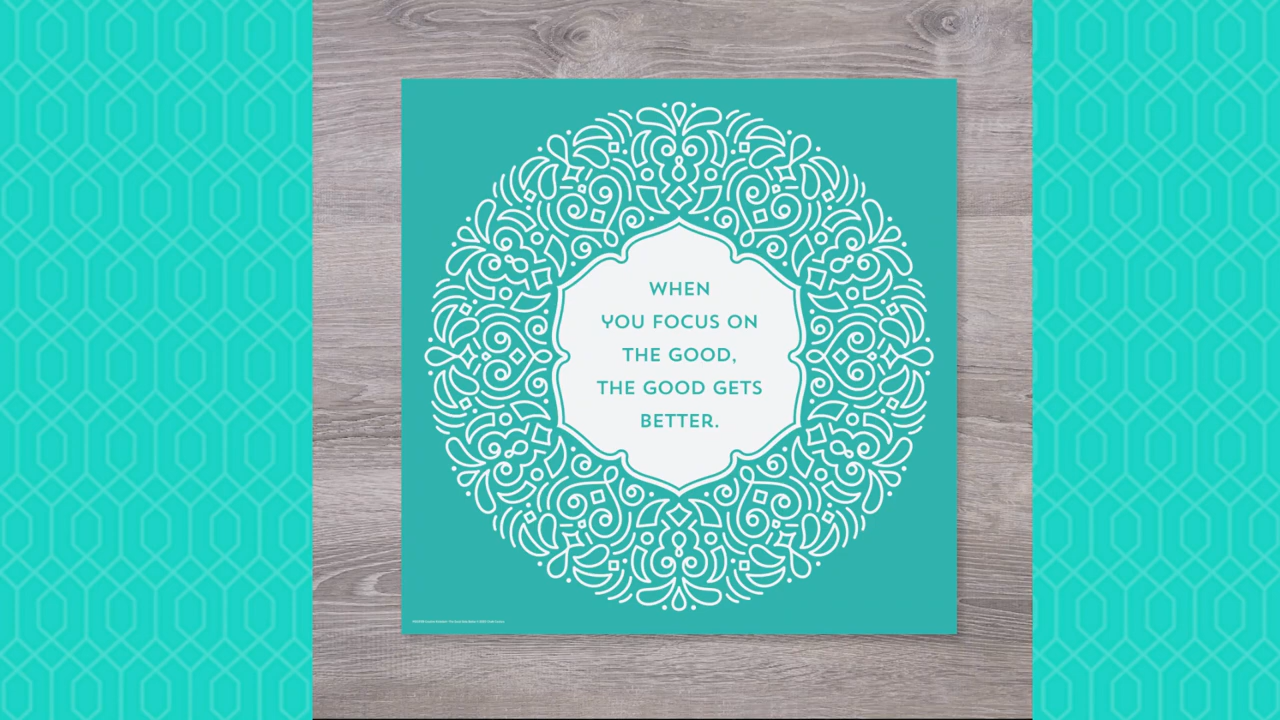 WHEN
YOU FOCUS ON
THE GOOD,
THE GOOD GETS
BETTER.